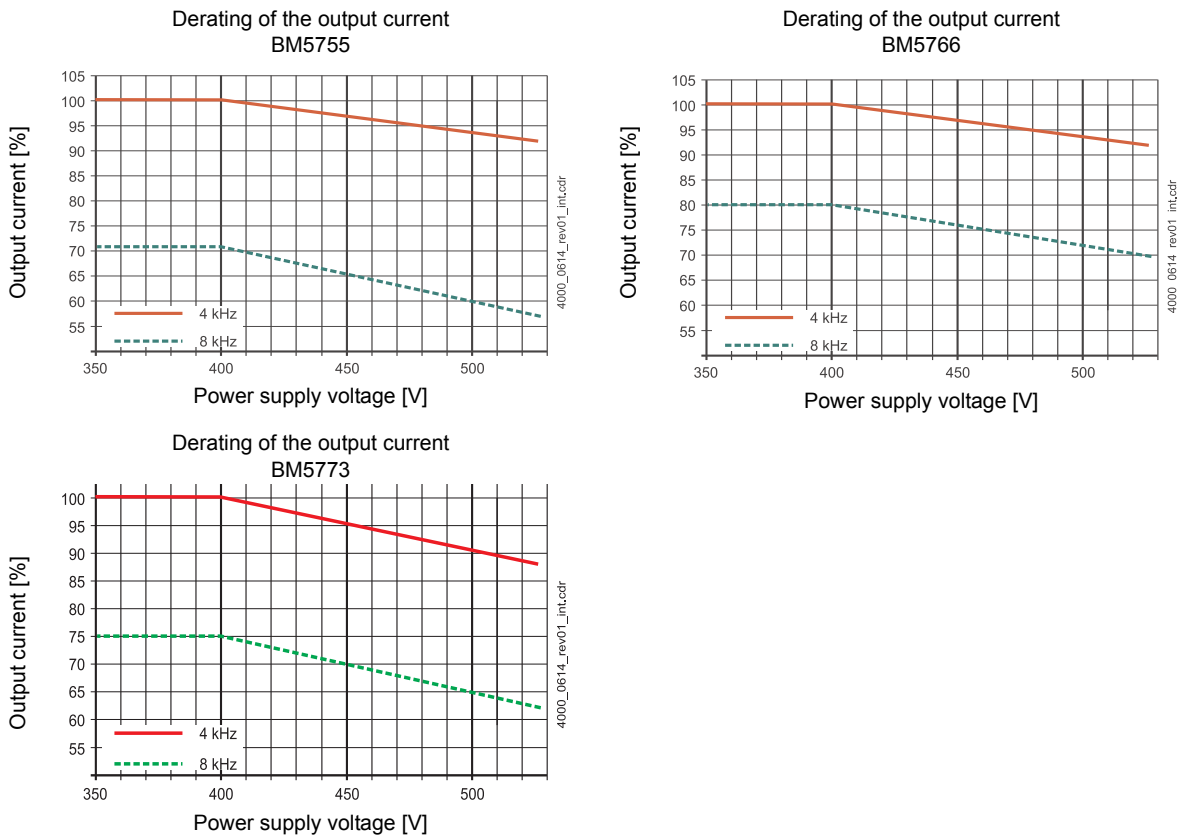 Derating of the output current
BM5755
105
100
95
90
85
80
75
70
65
60
55
350
400
450
500
Output current [%]
Power supply voltage [V]
4 kHz
8 kHz
4000_0614_rev01_int.cdr
Derating of the output current
BM5766
105
100
95
90
85
80
75
70
65
60
55
350
400
450
500
Output current [%]
Power supply voltage [V]
4 kHz
8 kHz
4000_0614_rev01_int.cdr
Derating of the output current
BM5773
100
95
90
85
80
75
70
65
60
55
350
400
450
500
Output current [%]
Power supply voltage [V]
4 kHz
8 kHz
4000_0614_rev01_int.cdr